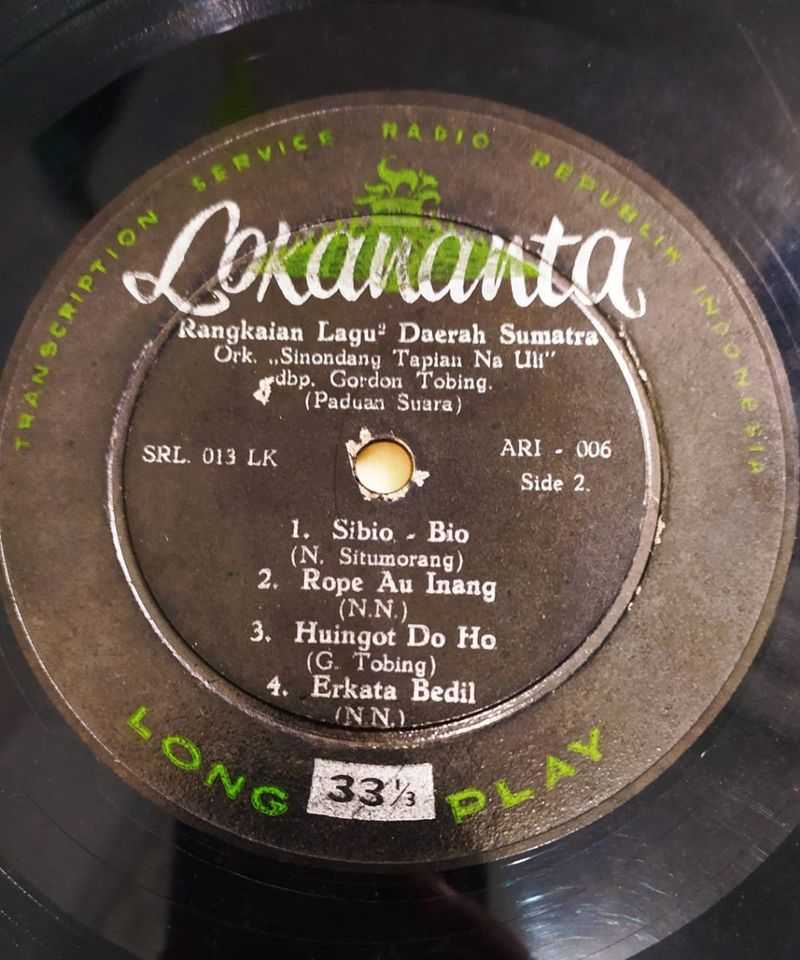 TRANSCRIPTION SERVICE RADIO REPUBLIK INDONESIA
Lokananta
Rangkaian Lagu² Daerah Sumatra
Ork. „Sinondang Tapian Na Uli"
dbp. Gordon Tobing.
(Paduan Suara)
SRL. 013 LK
ARI - 006
Side 2.
1. Sibio - Bio
(N. Situmorang)
2. Rope Au Inang
(N.N.)
3. Huingot Do Ho
(G. Tobing)
4. Erkata Bedil
(N.N.)
LONG 33⅓ PLAY